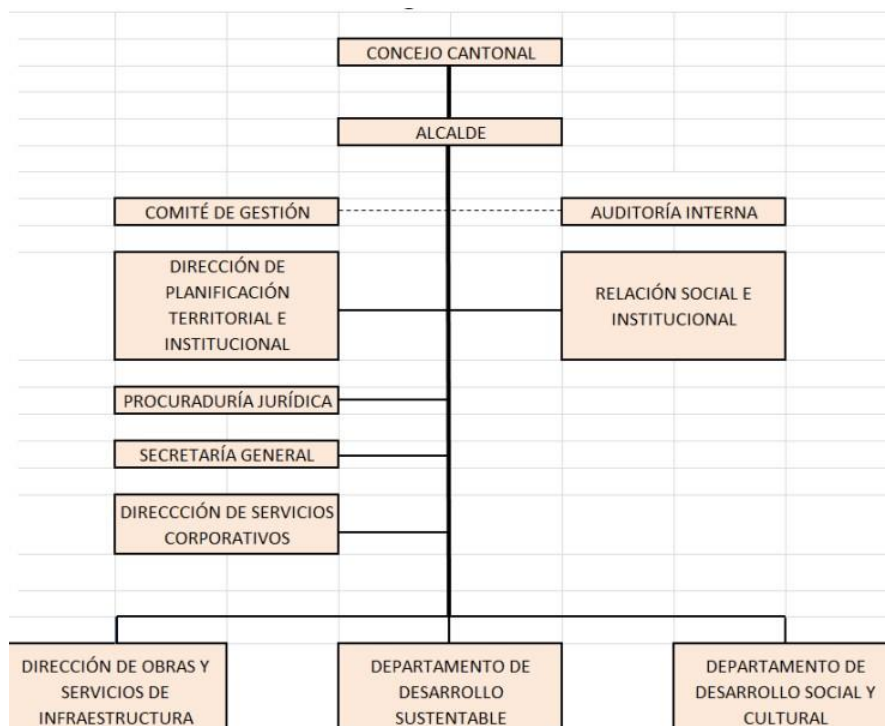 CONCEJO CANTONAL
ALCALDE
COMITÉ DE GESTIÓN
AUDITORÍA INTERNA
DIRECCIÓN DE
PLANIFICACIÓN
TERRITORIAL E
INSTITUCIONAL
RELACIÓN SOCIAL E
INSTITUCIONAL
PROCURADURÍA JURÍDICA
SECRETARÍA GENERAL
DIRECCCIÓN DE SERVICIOS
CORPORATIVOS
DIRECCIÓN DE OBRAS Y
SERVICIOS DE
INFRAESTRUCTURA
DEPARTAMENTO DE
DESARROLLO
SUSTENTABLE
DEPARTAMENTO DE
DESARROLLO SOCIAL Y
CULTURAL